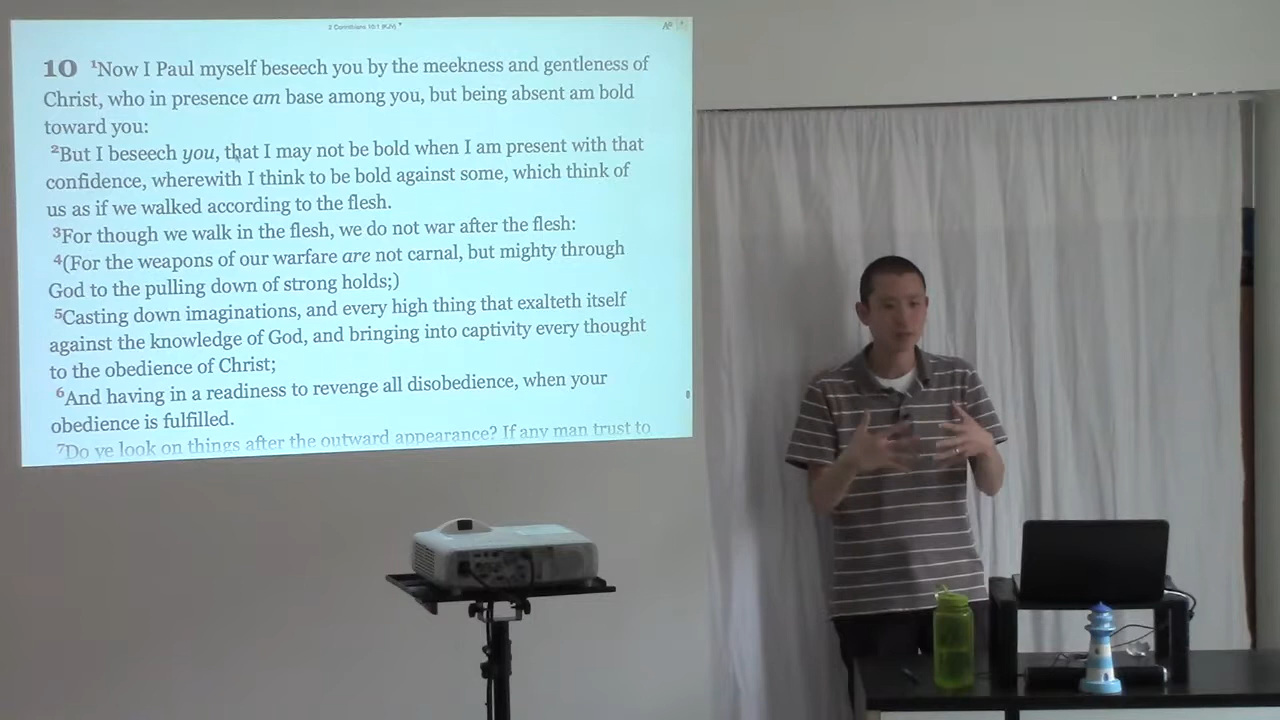 2 Corinthians 10:1 (KJV)
10 ¹Now I Paul myself beseech you by the meekness and gentleness of
Christ, who in presence am base among you, but being absent am bold
toward you:
²But I beseech you, that I may not be bold when I am present with that
confidence, wherewith I think to be bold against some, which think of
us as if we walked according to the flesh.
³For though we walk in the flesh, we do not war after the flesh:
⁴(For the weapons of our warfare are not carnal, but mighty through
God to the pulling down of strong holds;)
⁵Casting down imaginations, and every high thing that exalteth itself
against the knowledge of God, and bringing into captivity every thought
to the obedience of Christ;
⁶And having in a readiness to revenge all disobedience, when your
obedience is fulfilled.
⁷Do ye look on things after the outward appearance? If any man trust to